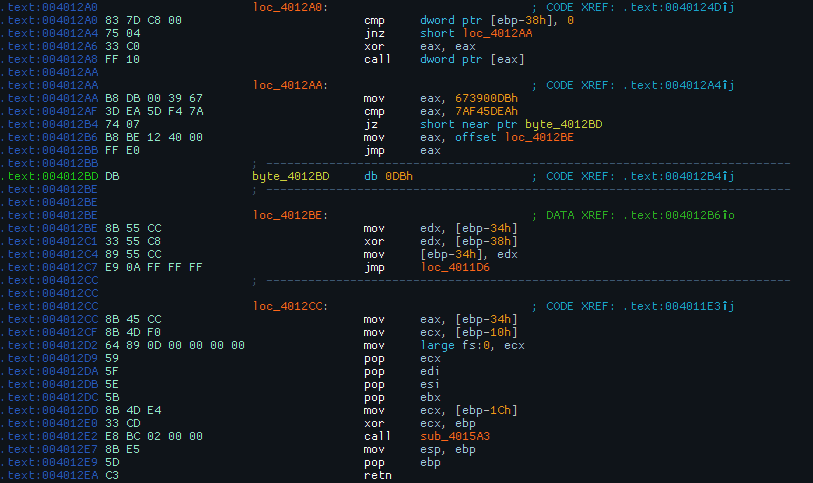 .text:004012A0 loc_4012A0: ; CODE XREF: .text:0040124D↑j
.text:004012A0 83 7D C8 00 cmp dword ptr [ebp-38h], 0
.text:004012A4 75 04 jnz short loc_4012AA
.text:004012A6 33 C0 xor eax, eax
.text:004012A8 FF 10 call dword ptr [eax]
.text:004012AA
.text:004012AA loc_4012AA: ; CODE XREF: .text:004012A4↑j
.text:004012AA B8 DB 00 39 67 mov eax, 673900DBh
.text:004012AF 3D EA 5D F4 7A cmp eax, 7AF45DEAh
.text:004012B4 74 07 jz short near ptr byte_4012BD
.text:004012B6 B8 BE 12 40 00 mov eax, offset loc_4012BE
.text:004012BB FF E0 jmp eax
.text:004012BB ; ---------------------------------------------------------------------------
.text:004012BD DB byte_4012BD db 0DBh ; CODE XREF: .text:004012B4↑j
.text:004012BE ; ---------------------------------------------------------------------------
.text:004012BE
.text:004012BE loc_4012BE: ; DATA XREF: .text:004012B6↑o
.text:004012BE 8B 55 CC mov edx, [ebp-34h]
.text:004012C1 33 55 C8 xor edx, [ebp-38h]
.text:004012C4 89 55 CC mov [ebp-34h], edx
.text:004012C7 E9 0A FF FF FF jmp loc_4011D6
.text:004012CC ; ---------------------------------------------------------------------------
.text:004012CC
.text:004012CC loc_4012CC: ; CODE XREF: .text:004011E3↑j
.text:004012CC 8B 45 CC mov eax, [ebp-34h]
.text:004012CF 8B 4D F0 mov ecx, [ebp-10h]
.text:004012D2 64 89 0D 00 00 00 00 mov large fs:0, ecx
.text:004012D9 59 pop ecx
.text:004012DA 5F pop edi
.text:004012DB 5E pop esi
.text:004012DC 5B pop ebx
.text:004012DD 8B 4D E4 mov ecx, [ebp-1Ch]
.text:004012E0 33 CD xor ecx, ebp
.text:004012E2 E8 BC 02 00 00 call sub_4015A3
.text:004012E7 8B E5 mov esp, ebp
.text:004012E9 5D pop ebp
.text:004012EA C3 retn